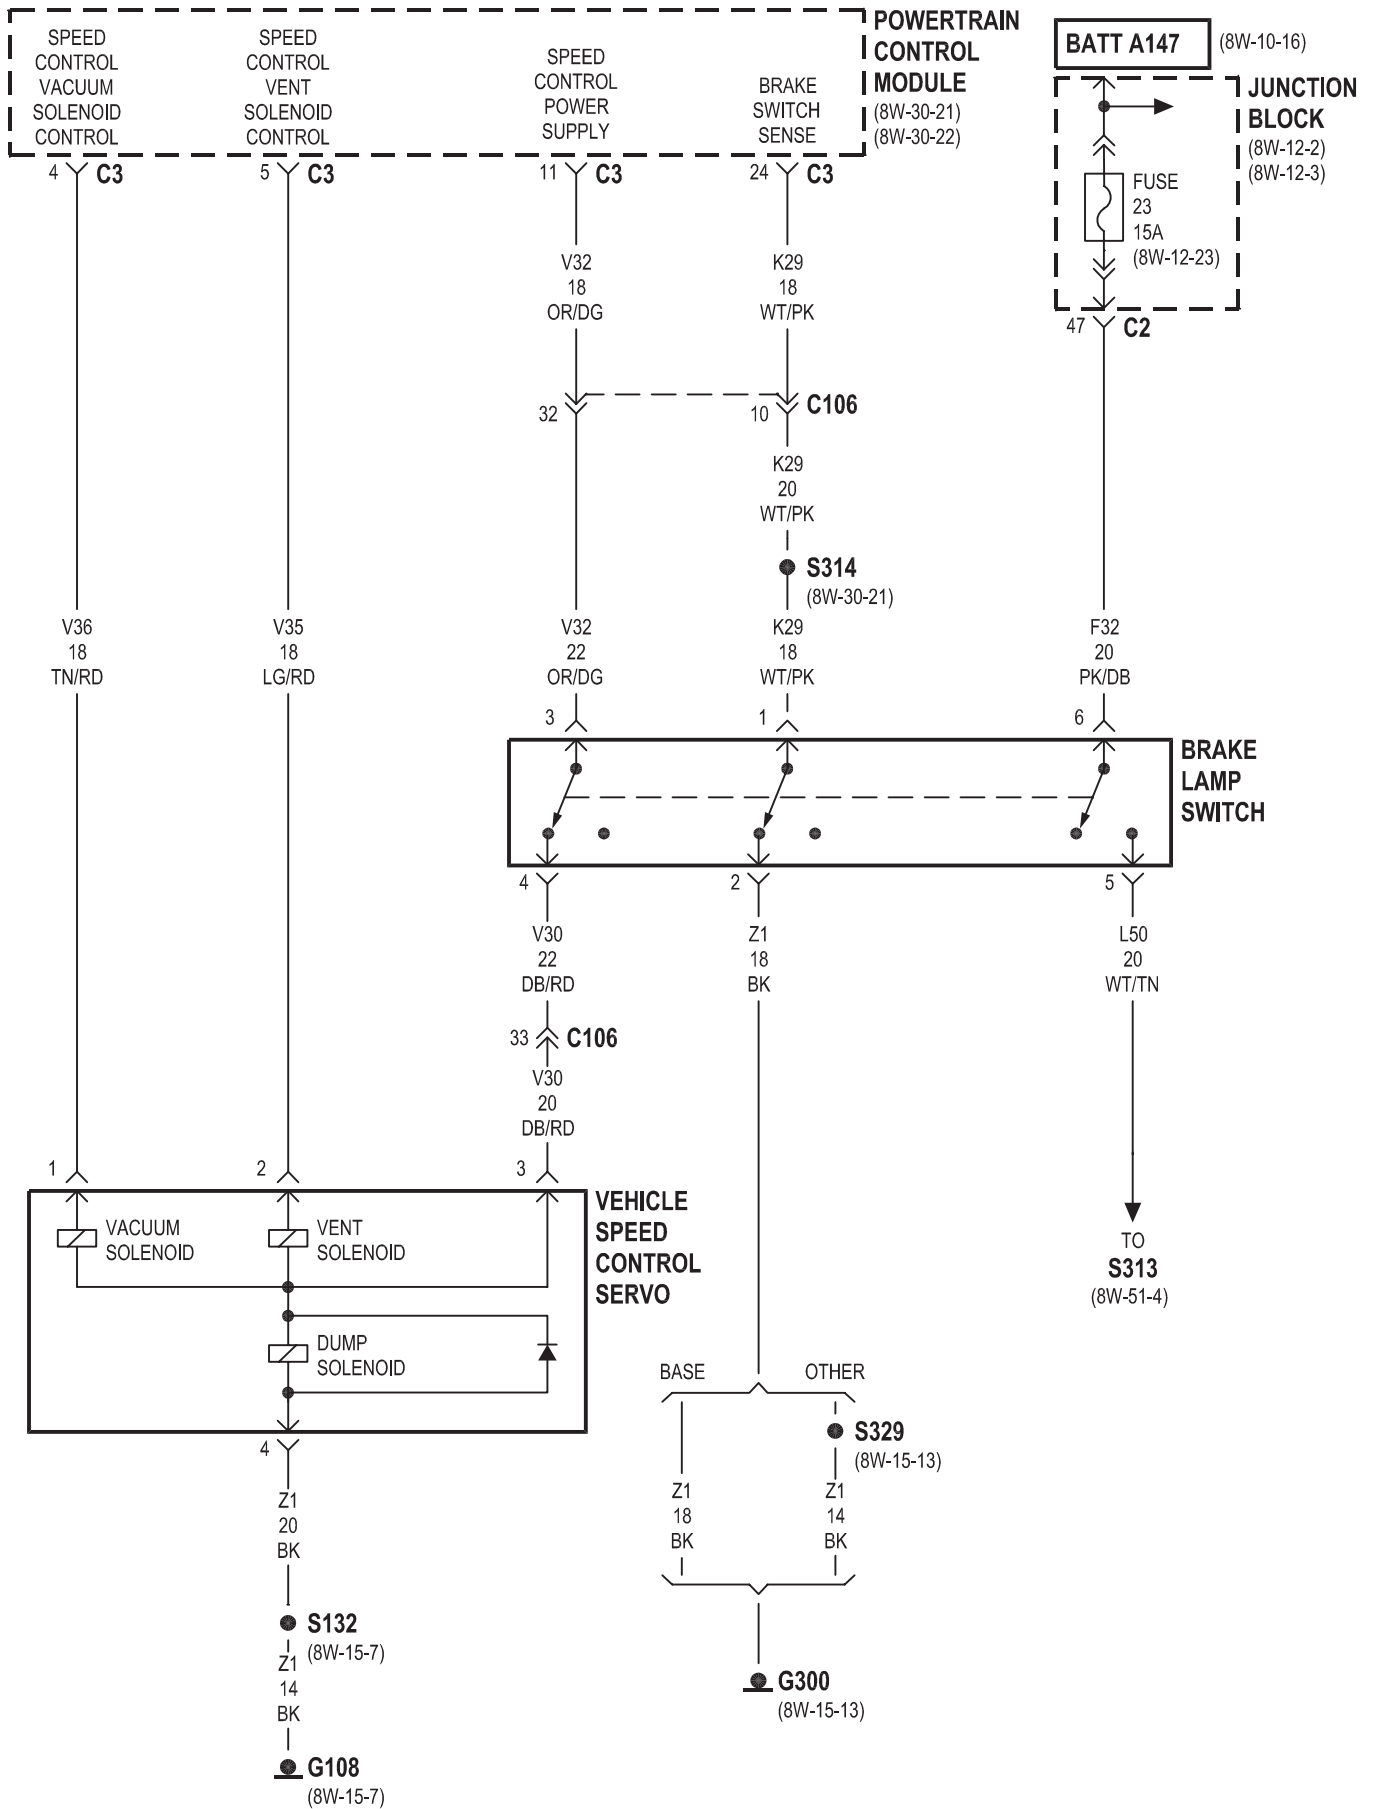 SPEED
CONTROL
VACUUM
SOLENOID
CONTROL
SPEED
CONTROL
VENT
SOLENOID
CONTROL
SPEED
CONTROL
POWER
SUPPLY
BRAKE
SWITCH
SENSE
POWERTRAIN
CONTROL
MODULE
(8W-30-21)
(8W-30-22)
BATT A147
(8W-10-16)
JUNCTION
BLOCK
(8W-12-2)
(8W-12-3)
FUSE
23
15A
(8W-12-23)
4 C3
5 C3
11 C3
24 C3
47 C2
V32
18
OR/DG
K29
18
WT/PK
32
10 C106
K29
20
WT/PK
S314
(8W-30-21)
V36
18
TN/RD
V35
18
LG/RD
V32
22
OR/DG
K29
18
WT/PK
F32
20
PK/DB
3
1
6
BRAKE
LAMP
SWITCH
4
2
5
V30
22
DB/RD
Z1
18
BK
L50
20
WT/TN
33 C106
V30
20
DB/RD
1
2
3
VACUUM
SOLENOID
VENT
SOLENOID
VEHICLE
SPEED
CONTROL
SERVO
TO
S313
(8W-51-4)
DUMP
SOLENOID
4
BASE
OTHER
S329
(8W-15-13)
Z1
18
BK
Z1
14
BK
Z1
20
BK
S132
(8W-15-7)
Z1
14
BK
G300
(8W-15-13)
G108
(8W-15-7)